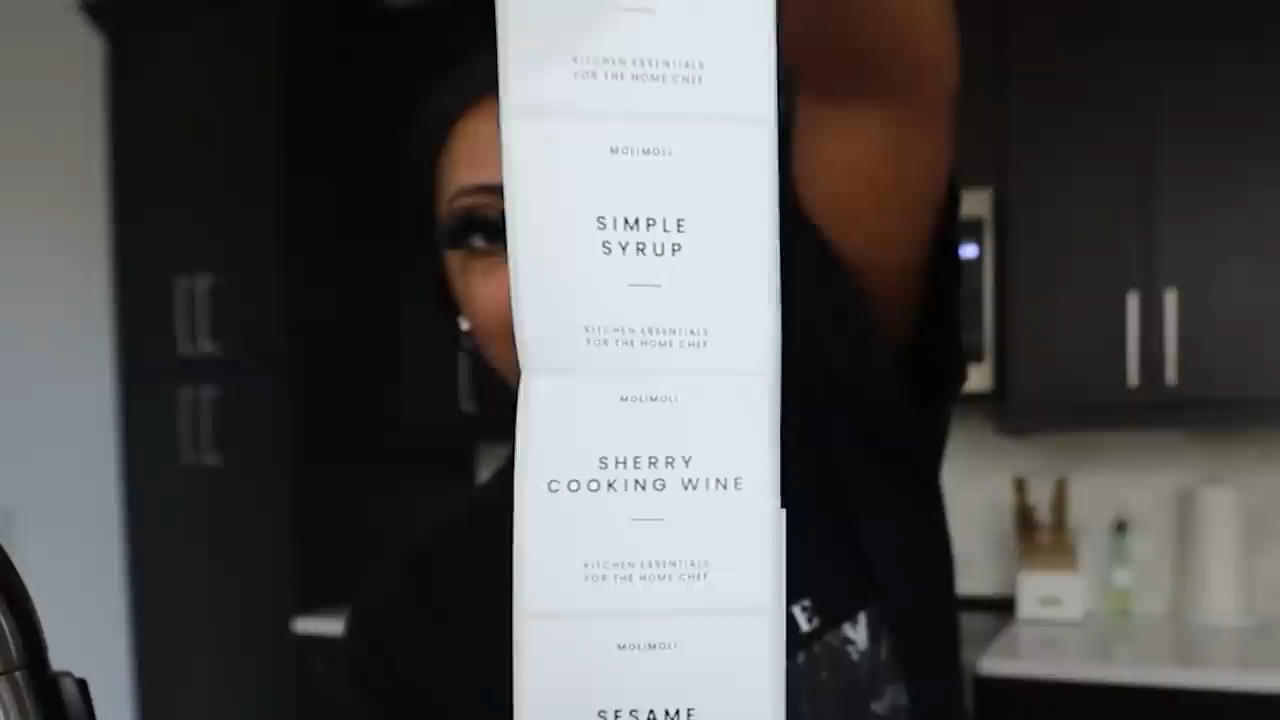 KITCHEN ESSENTIALS
FOR THE HOME CHEF
MOLIMOLI
SIMPLE
SYRUP
KITCHEN ESSENTIALS
FOR THE HOME CHEF
MOLIMOLI
SHERRY
COOKING WINE
KITCHEN ESSENTIALS
FOR THE HOME CHEF
MOLIMOLI
SESAME